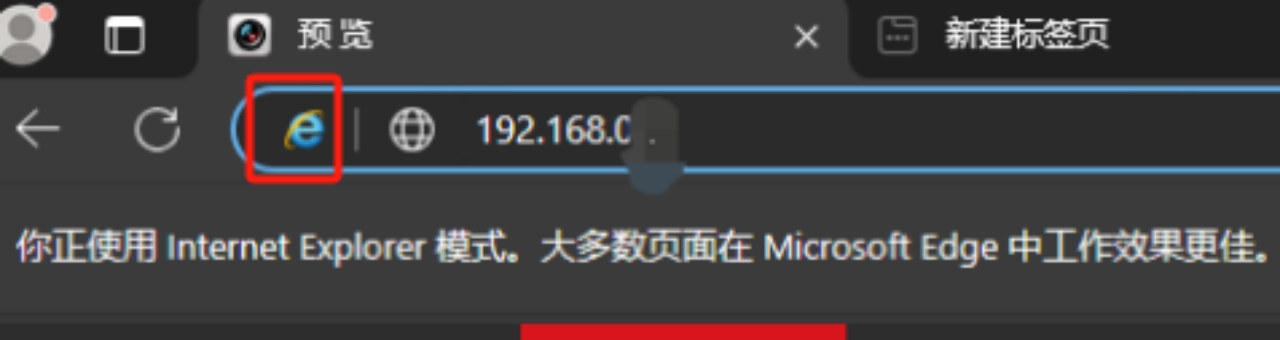 预 览
新建标签页
192.168.0 .
你正使用 Internet Explorer 模式。大多数页面在 Microsoft Edge 中工作效果更佳。